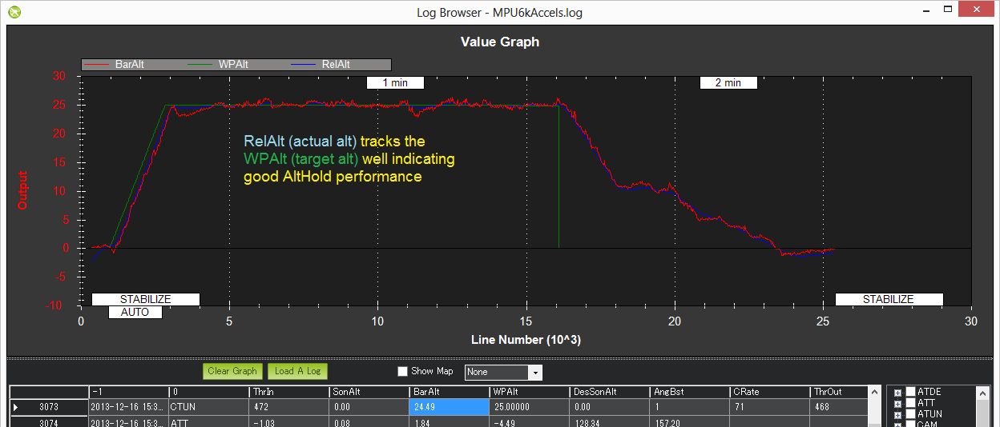 Log Browser - MPU6kAccels.log
Value Graph
BarAlt WPAlt RelAlt
30
1 min 2 min
25
20
RelAlt (actual alt) tracks the
WPAlt (target alt) well indicating
good AltHold performance
15
10
5
0
-5
-10
Output
STABILIZE STABILIZE
AUTO
0 5 10 15 20 25 30
Line Number (10^3)
Clear Graph Load A Log Show Map None
-1 0 ThrIn SonAlt BarAlt WPAlt DesSonAlt AngBst CRate ThrOut
3073 2013-12-16 15:3... CTUN 472 0.00 24.49 25.00000 0.00 1 71 468
3074 2013-12-16 15:3... ATT -1.03 0.08 1.84 -4.49 128.34 157.20
ATDE
ATT
ATUN
CAM